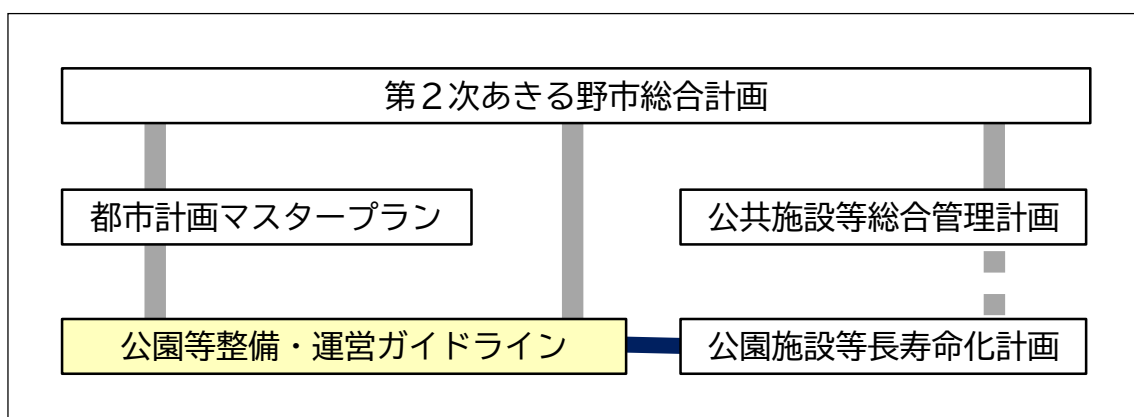 第２次あきる野市総合計画
都市計画マスタープラン
公共施設等総合管理計画
公園等整備・運営ガイドライン
公園施設等長寿命化計画